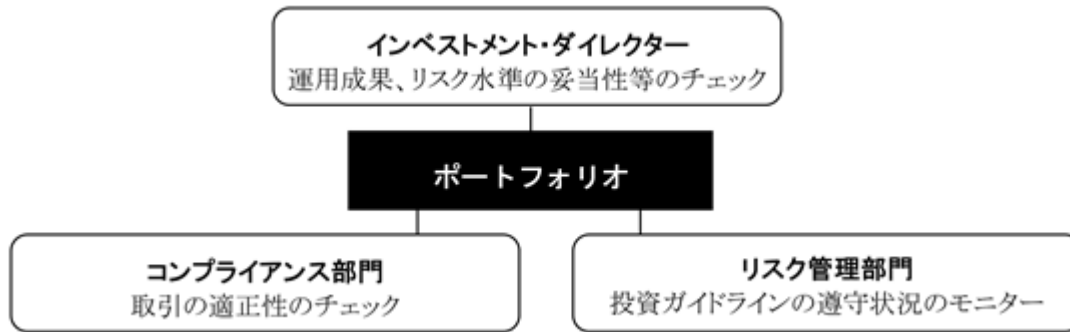 インベストメント・ダイレクター
運用成果、リスク水準の妥当性等のチェック
ポートフォリオ
コンプライアンス部門
取引の適正性のチェック
リスク管理部門
投資ガイドラインの遵守状況のモニター